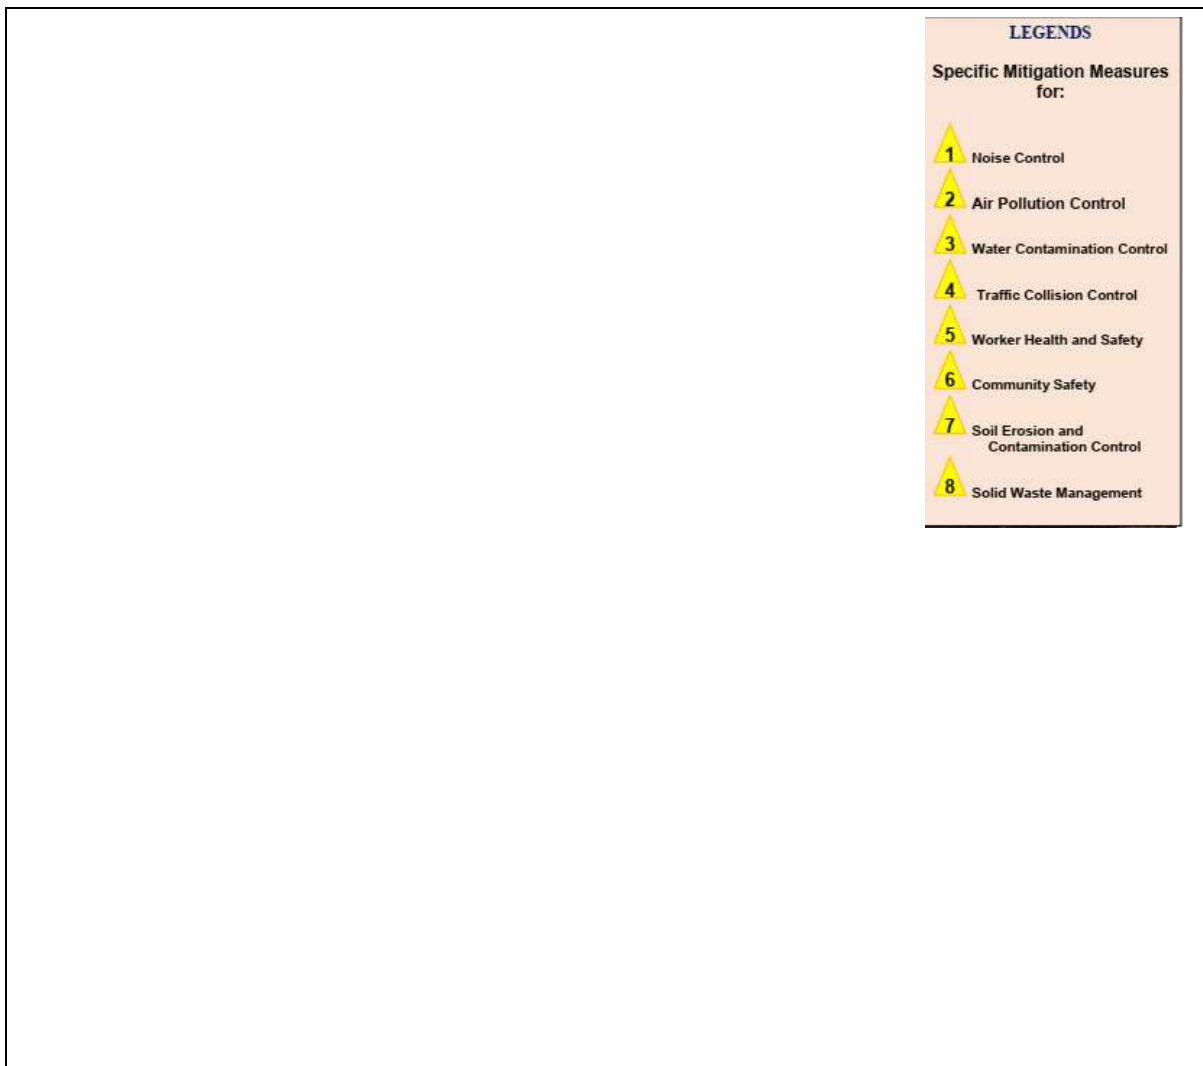 LEGENDS
Specific Mitigation Measures
for:
1 Noise Control
2 Air Pollution Control
3 Water Contamination Control
4 Traffic Collision Control
5 Worker Health and Safety
6 Community Safety
7 Soil Erosion and
Contamination Control
8 Solid Waste Management